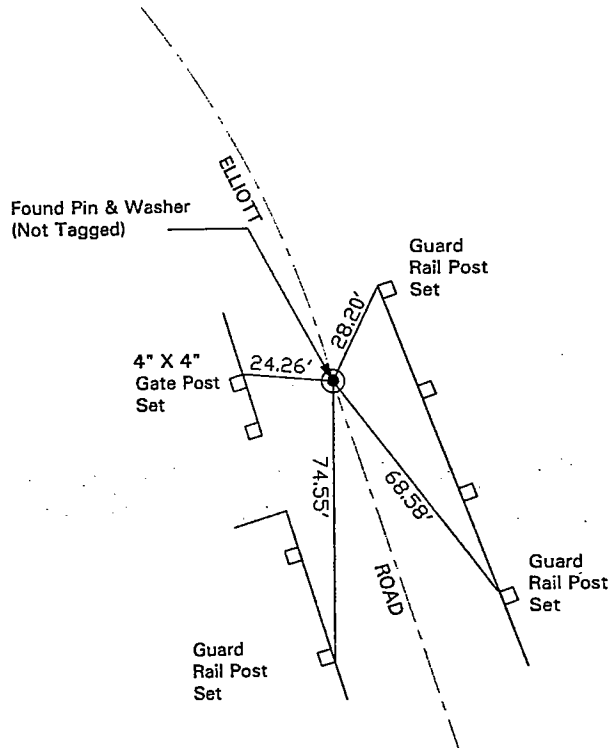 ELLIOTT
Found Pin & Washer
(Not Tagged)
Guard
Rail Post
Set
28.20'
4" X 4"
Gate Post
Set
24.26'
74.55'
68.58'
ROAD
Guard
Rail Post
Set
Guard
Rail Post
Set